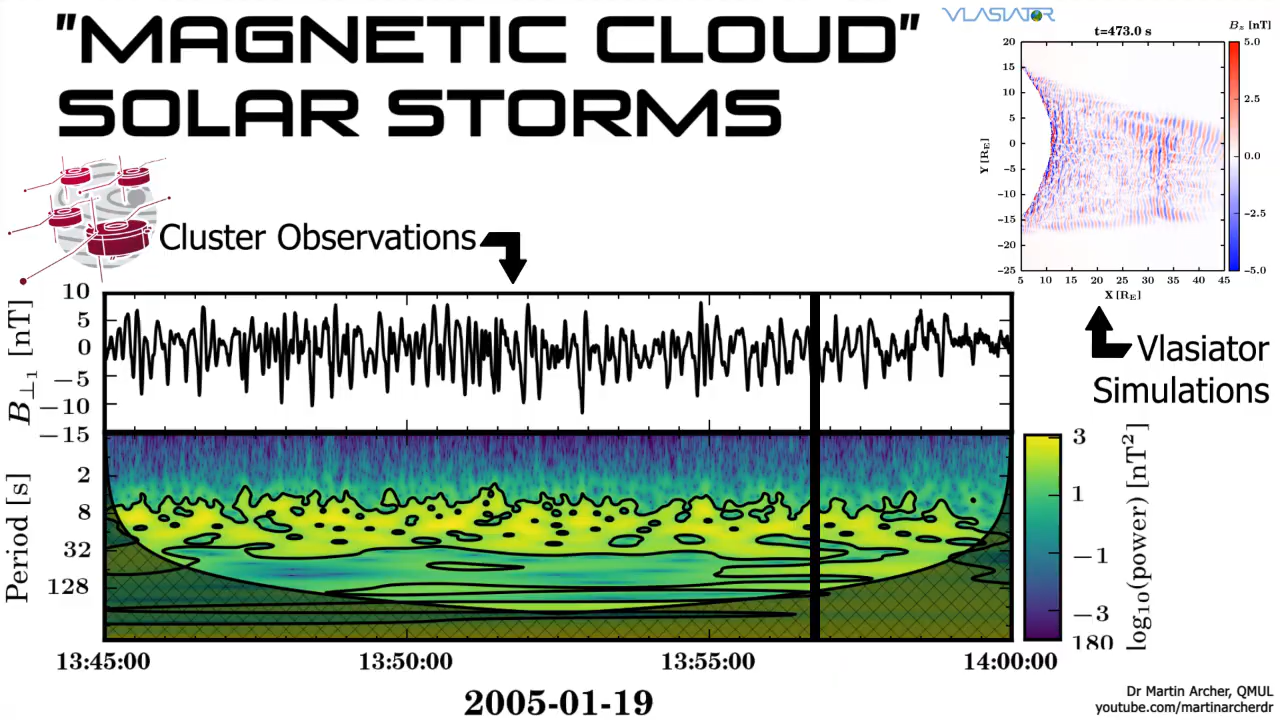 "MAGNETIC CLOUD"
SOLAR STORMS
VLASIATOR
t=473.0 s
B_z [nT]
20
15
10
5
0
−5
−10
−15
−20
−25
Y [R_E]
5 10 15 20 25 30 35 40 45
X [R_E]
5.0
2.5
0.0
−2.5
−5.0
Cluster Observations
Vlasiator
Simulations
B⊥1 [nT]
10
5
0
−5
−10
−15
Period [s]
2
8
32
128
3
1
−1
−3
180
log10(power) [nT²]
13:45:00 13:50:00 13:55:00 14:00:00
2005-01-19
Dr Martin Archer, QMUL
youtube.com/martinarcherdr